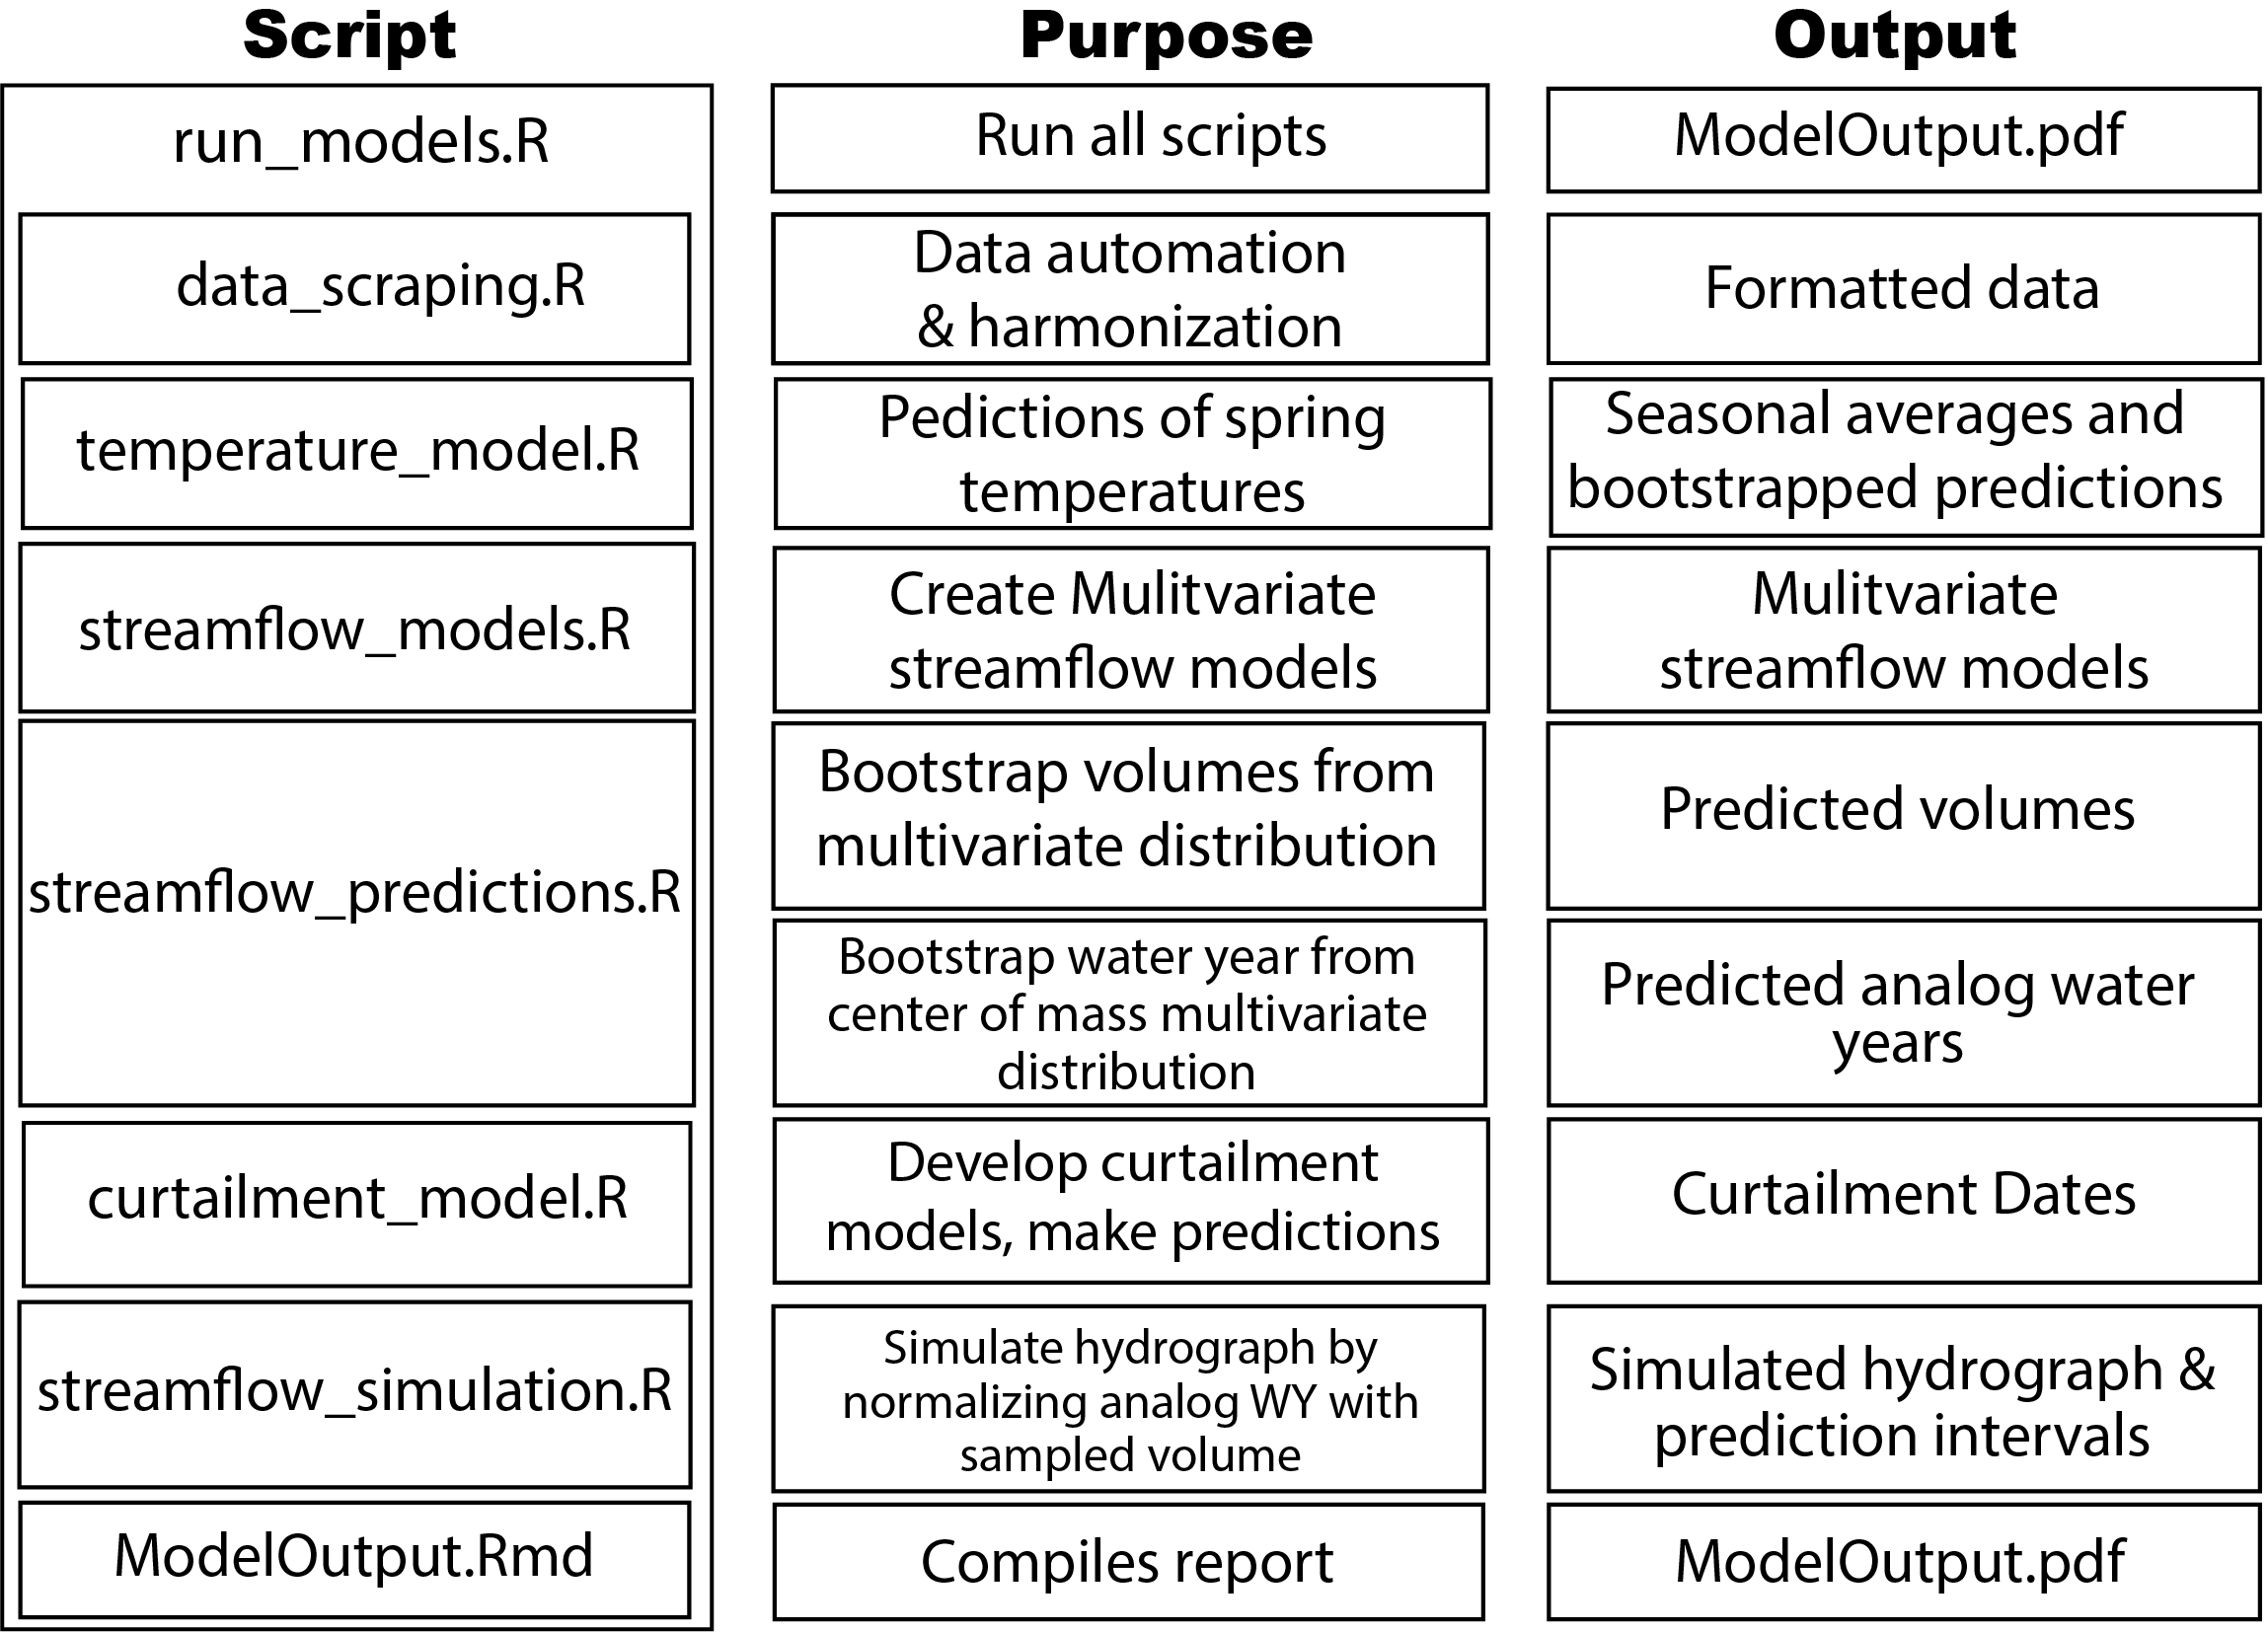 Script
Purpose
Output
run_models.R
Run all scripts
ModelOutput.pdf
data_scraping.R
Data automation
& harmonization
Formatted data
temperature_model.R
Pedictions of spring
temperatures
Seasonal averages and
bootstrapped predictions
streamflow_models.R
Create Mulitvariate
streamflow models
Mulitvariate
streamflow models
streamflow_predictions.R
Bootstrap volumes from
multivariate distribution
Predicted volumes
Bootstrap water year from
center of mass multivariate
distribution
Predicted analog water
years
curtailment_model.R
Develop curtailment
models, make predictions
Curtailment Dates
streamflow_simulation.R
Simulate hydrograph by
normalizing analog WY with
sampled volume
Simulated hydrograph &
prediction intervals
ModelOutput.Rmd
Compiles report
ModelOutput.pdf